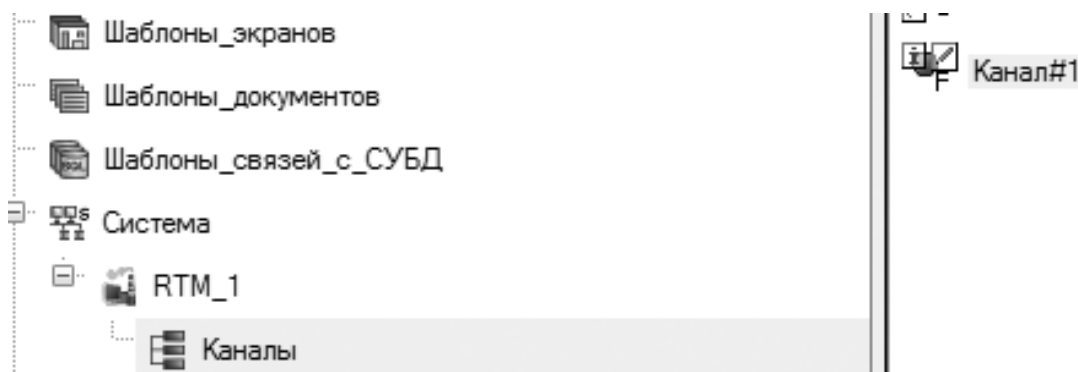 Шаблоны_экранов
Шаблоны_документов
Шаблоны_связей_с_СУБД
Система
RTM_1
Каналы
Канал#1